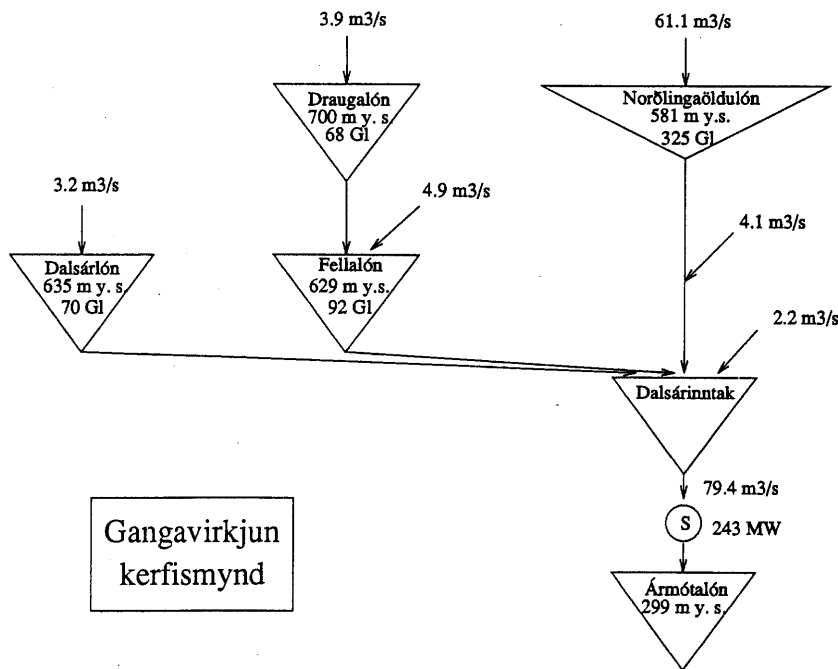 3.9 m3/s
61.1 m3/s
Draugalón
700 m y. s.
68 Gl
Norðlingaöldulón
581 m y.s.
325 Gl
3.2 m3/s
4.9 m3/s
4.1 m3/s
Dalsárlón
635 m y. s.
70 Gl
Fellalón
629 m y.s.
92 Gl
2.2 m3/s
Dalsárinntak
79.4 m3/s
S
243 MW
Gangavirkjun
kerfismynd
Ármótalón
299 m y. s.